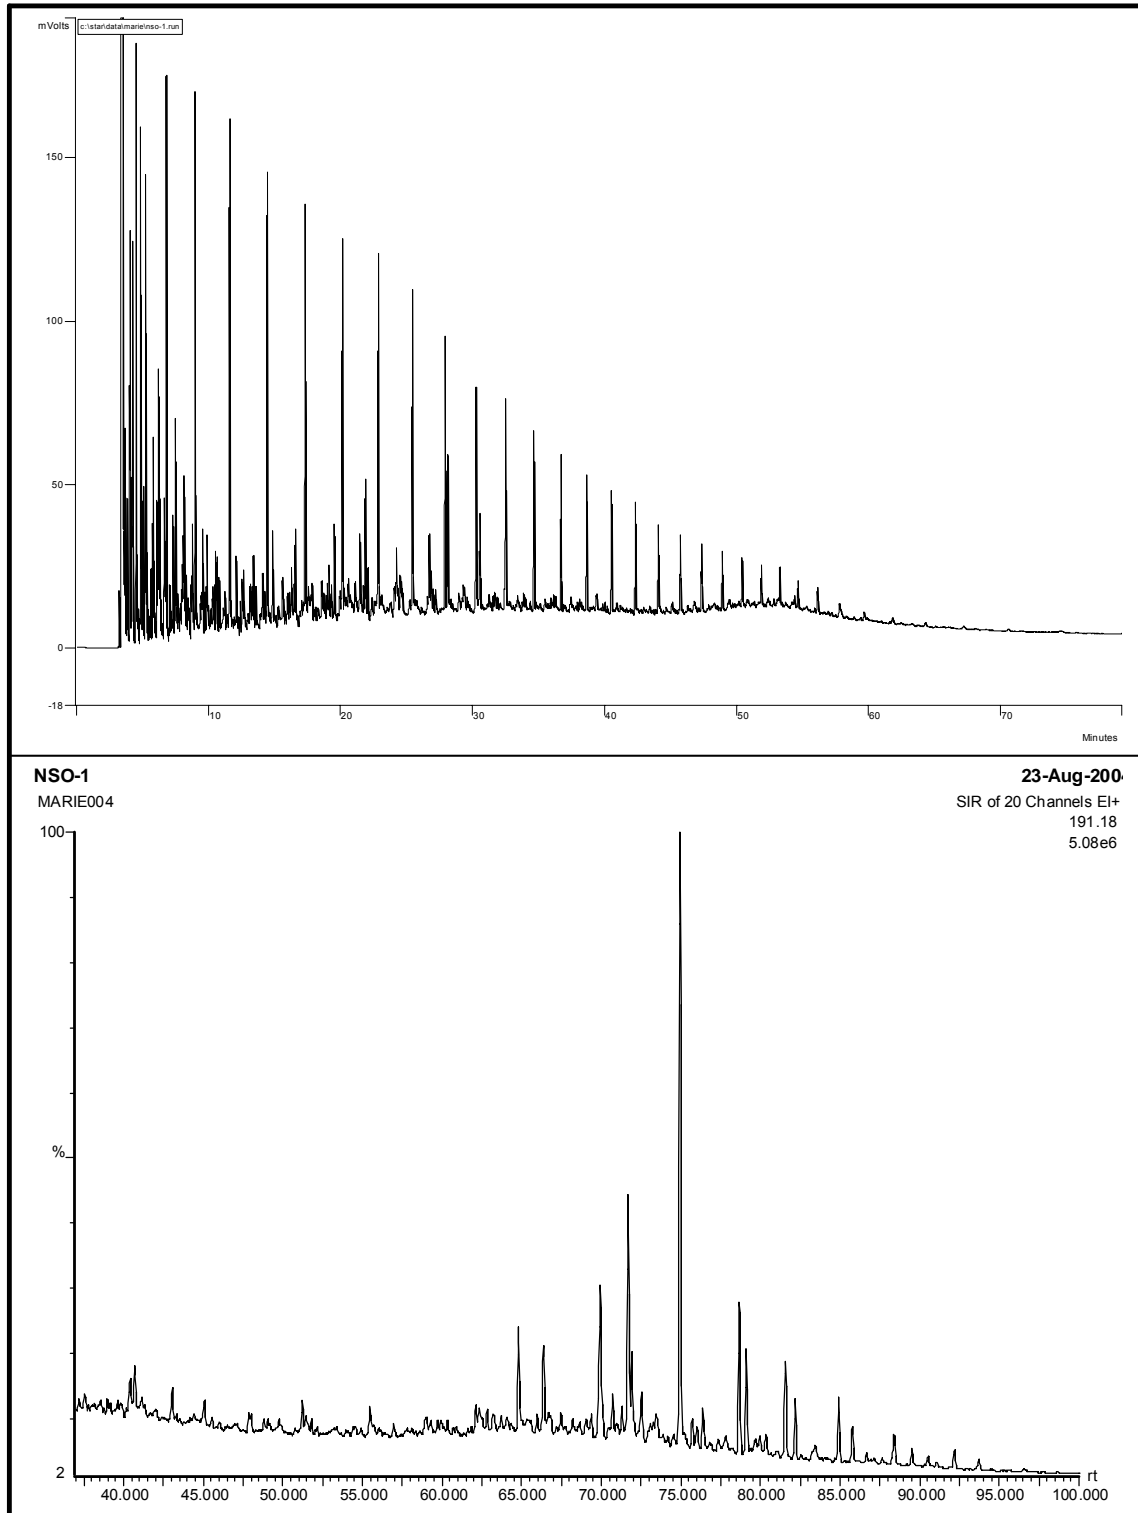 mVolts
c:\star\data\marie\nso-1.run
150
100
50
0
-18
10 20 30 40 50 60 70
Minutes
NSO-1 23-Aug-200
MARIE004 SIR of 20 Channels EI+
191.18
5.08e6
100
%
2
rt
40.000 45.000 50.000 55.000 60.000 65.000 70.000 75.000 80.000 85.000 90.000 95.000 100.000